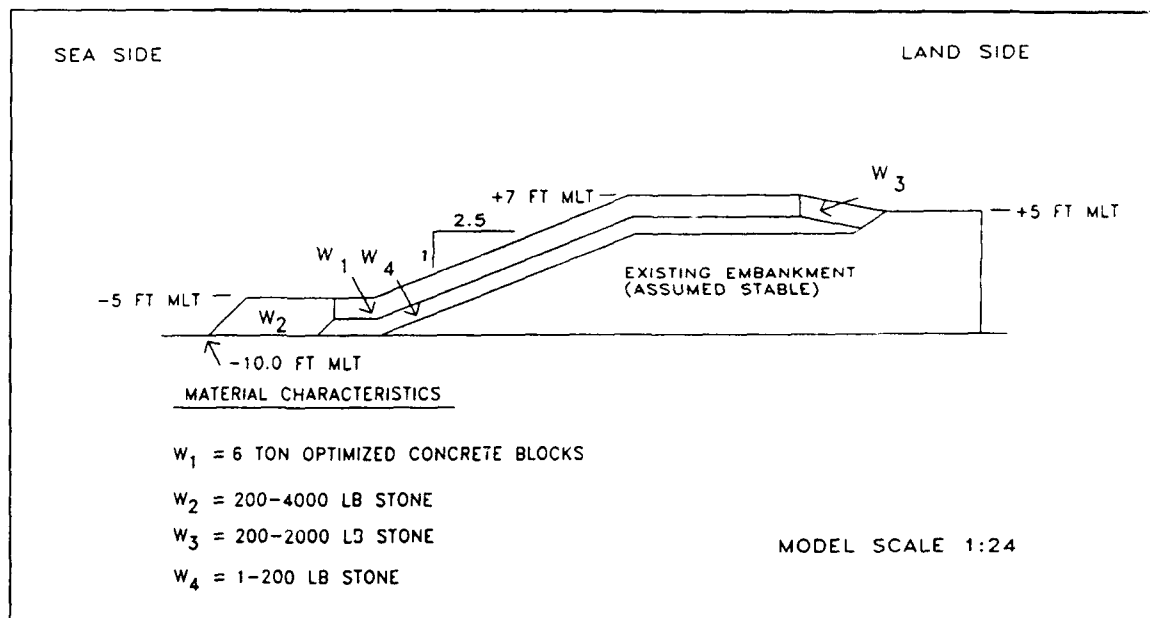 SEA SIDE
LAND SIDE
W3
+7 FT MLT
+5 FT MLT
2.5
1
W1 W4
EXISTING EMBANKMENT
(ASSUMED STABLE)
-5 FT MLT
W2
-10.0 FT MLT
MATERIAL CHARACTERISTICS
W1 = 6 TON OPTIMIZED CONCRETE BLOCKS
W2 = 200-4000 LB STONE
W3 = 200-2000 LB STONE
MODEL SCALE 1:24
W4 = 1-200 LB STONE